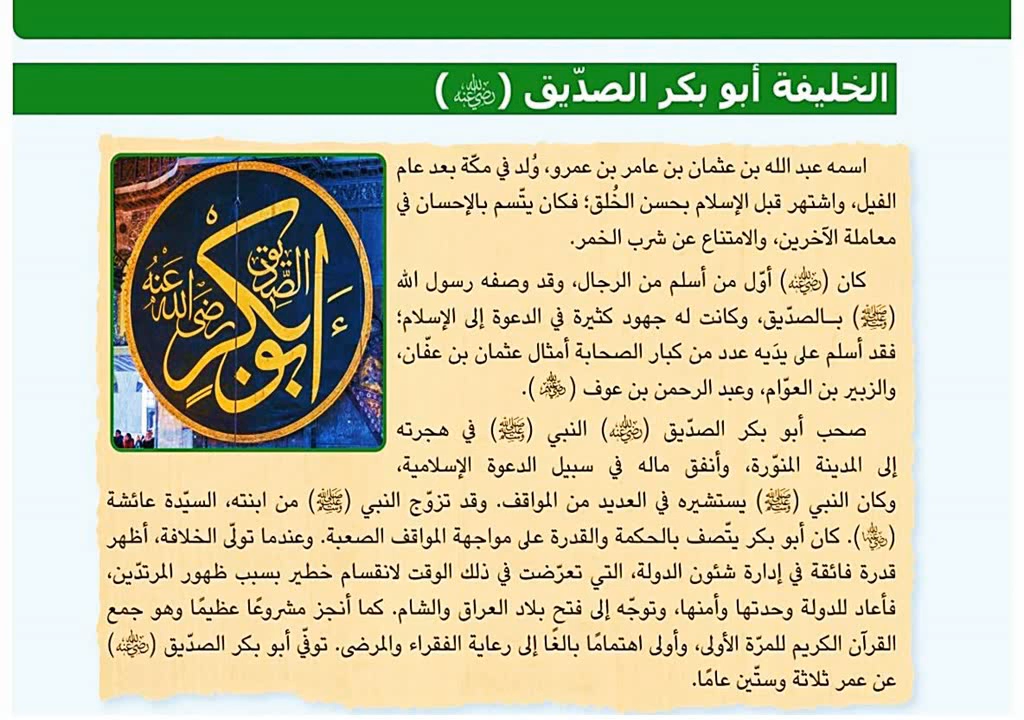 الخليفة أبو بكر الصدّيق (رضي الله عنه)
اسمه عبد الله بن عثمان بن عامر بن عمرو، وُلد في مكّة بعد عام
الفيل، واشتهر قبل الإسلام بحسن الخُلق؛ فكان يتّسم بالإحسان في
معاملة الآخرين، والامتناع عن شرب الخمر.
كان (رضي الله عنه) أوّل من أسلم من الرجال، وقد وصفه رسول الله
(ﷺ) بـالصدّيق، وكانت له جهود كثيرة في الدعوة إلى الإسلام؛
فقد أسلم على يدَيه عدد من كبار الصحابة أمثال عثمان بن عفّان،
والزبير بن العوّام، وعبد الرحمن بن عوف (رضي الله عنهم).
صحب أبو بكر الصدّيق (رضي الله عنه) النبي (ﷺ) في هجرته
إلى المدينة المنوّرة، وأنفق ماله في سبيل الدعوة الإسلامية،
وكان النبي (ﷺ) يستشيره في العديد من المواقف. وقد تزوّج النبي (ﷺ) من ابنته، السيّدة عائشة
(رضي الله عنها). كان أبو بكر يتّصف بالحكمة والقدرة على مواجهة المواقف الصعبة. وعندما تولّى الخلافة، أظهر
قدرة فائقة في إدارة شئون الدولة، التي تعرّضت في ذلك الوقت لانقسام خطير بسبب ظهور المرتدّين،
فأعاد للدولة وحدتها وأمنها، وتوجّه إلى فتح بلاد العراق والشام. كما أنجز مشروعًا عظيمًا وهو جمع
القرآن الكريم للمرّة الأولى، وأولى اهتمامًا بالغًا إلى رعاية الفقراء والمرضى. توفّي أبو بكر الصدّيق (رضي الله عنه)
عن عمر ثلاثة وستّين عامًا.
أبو بكر الصّديق رضى الله عَنهُ